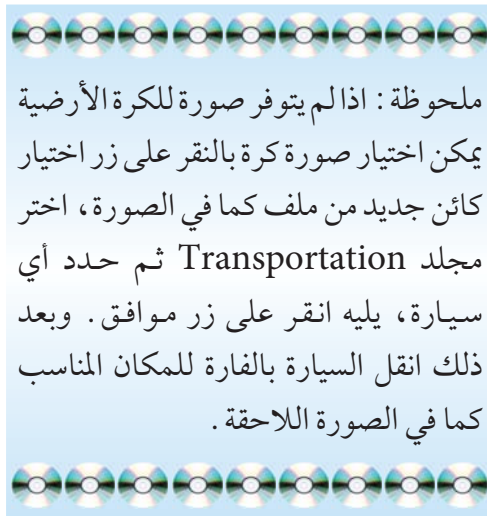 ملحوظة : اذا لم يتوفر صورة للكرة الأرضية
يمكن اختيار صورة كرة بالنقر على زر اختيار
كائن جديد من ملف كما في الصورة، اختر
مجلد Transportation ثم حدد أي
سيارة، يليه انقر على زر موافق. وبعد
ذلك انقل السيارة بالفارة للمكان المناسب
كما في الصورة اللاحقة.